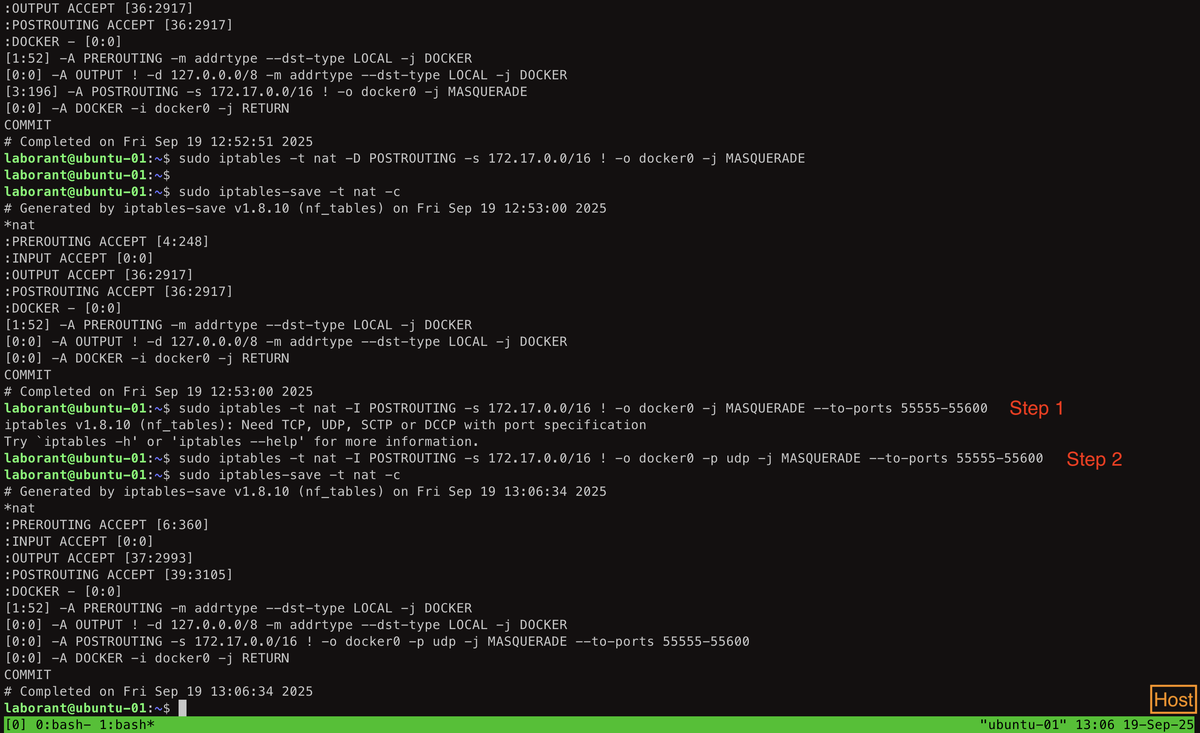 :OUTPUT ACCEPT [36:2917]
:POSTROUTING ACCEPT [36:2917]
:DOCKER - [0:0]
[1:52] -A PREROUTING -m addrtype --dst-type LOCAL -j DOCKER
[0:0] -A OUTPUT ! -d 127.0.0.0/8 -m addrtype --dst-type LOCAL -j DOCKER
[3:196] -A POSTROUTING -s 172.17.0.0/16 ! -o docker0 -j MASQUERADE
[0:0] -A DOCKER -i docker0 -j RETURN
COMMIT
# Completed on Fri Sep 19 12:52:51 2025
laborant@ubuntu-01:~$ sudo iptables -t nat -D POSTROUTING -s 172.17.0.0/16 ! -o docker0 -j MASQUERADE
laborant@ubuntu-01:~$
laborant@ubuntu-01:~$ sudo iptables-save -t nat -c
# Generated by iptables-save v1.8.10 (nf_tables) on Fri Sep 19 12:53:00 2025
*nat
:PREROUTING ACCEPT [4:248]
:INPUT ACCEPT [0:0]
:OUTPUT ACCEPT [36:2917]
:POSTROUTING ACCEPT [36:2917]
:DOCKER - [0:0]
[1:52] -A PREROUTING -m addrtype --dst-type LOCAL -j DOCKER
[0:0] -A OUTPUT ! -d 127.0.0.0/8 -m addrtype --dst-type LOCAL -j DOCKER
[0:0] -A DOCKER -i docker0 -j RETURN
COMMIT
# Completed on Fri Sep 19 12:53:00 2025
laborant@ubuntu-01:~$ sudo iptables -t nat -I POSTROUTING -s 172.17.0.0/16 ! -o docker0 -j MASQUERADE --to-ports 55555-55600 Step 1
iptables v1.8.10 (nf_tables): Need TCP, UDP, SCTP or DCCP with port specification
Try `iptables -h' or 'iptables --help' for more information.
laborant@ubuntu-01:~$ sudo iptables -t nat -I POSTROUTING -s 172.17.0.0/16 ! -o docker0 -p udp -j MASQUERADE --to-ports 55555-55600 Step 2
laborant@ubuntu-01:~$ sudo iptables-save -t nat -c
# Generated by iptables-save v1.8.10 (nf_tables) on Fri Sep 19 13:06:34 2025
*nat
:PREROUTING ACCEPT [6:360]
:INPUT ACCEPT [0:0]
:OUTPUT ACCEPT [37:2993]
:POSTROUTING ACCEPT [39:3105]
:DOCKER - [0:0]
[1:52] -A PREROUTING -m addrtype --dst-type LOCAL -j DOCKER
[0:0] -A OUTPUT ! -d 127.0.0.0/8 -m addrtype --dst-type LOCAL -j DOCKER
[0:0] -A POSTROUTING -s 172.17.0.0/16 ! -o docker0 -p udp -j MASQUERADE --to-ports 55555-55600
[0:0] -A DOCKER -i docker0 -j RETURN
COMMIT
# Completed on Fri Sep 19 13:06:34 2025
laborant@ubuntu-01:~$
Host
[0] 0:bash- 1:bash* "ubuntu-01" 13:06 19-Sep-25